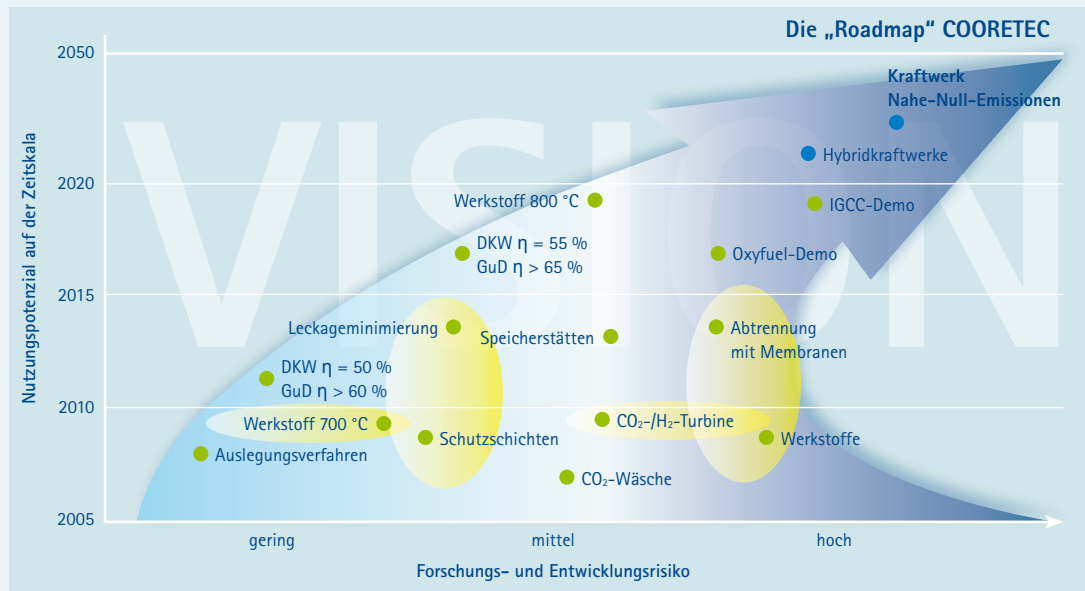 Die „Roadmap“ COORETEC
VISION
2050
2020
2015
2010
2005
Nutzungspotenzial auf der Zeitskala
Kraftwerk
Nahe-Null-Emissionen
Hybridkraftwerke
Werkstoff 800 °C
IGCC-Demo
DKW η = 55 %
GuD η > 65 %
Oxyfuel-Demo
Leckageminimierung
Speicherstätten
Abtrennung
mit Membranen
DKW η = 50 %
GuD η > 60 %
Werkstoff 700 °C
Schutzschichten
CO₂-/H₂-Turbine
Werkstoffe
Auslegungsverfahren
CO₂-Wäsche
gering
mittel
hoch
Forschungs- und Entwicklungsrisiko